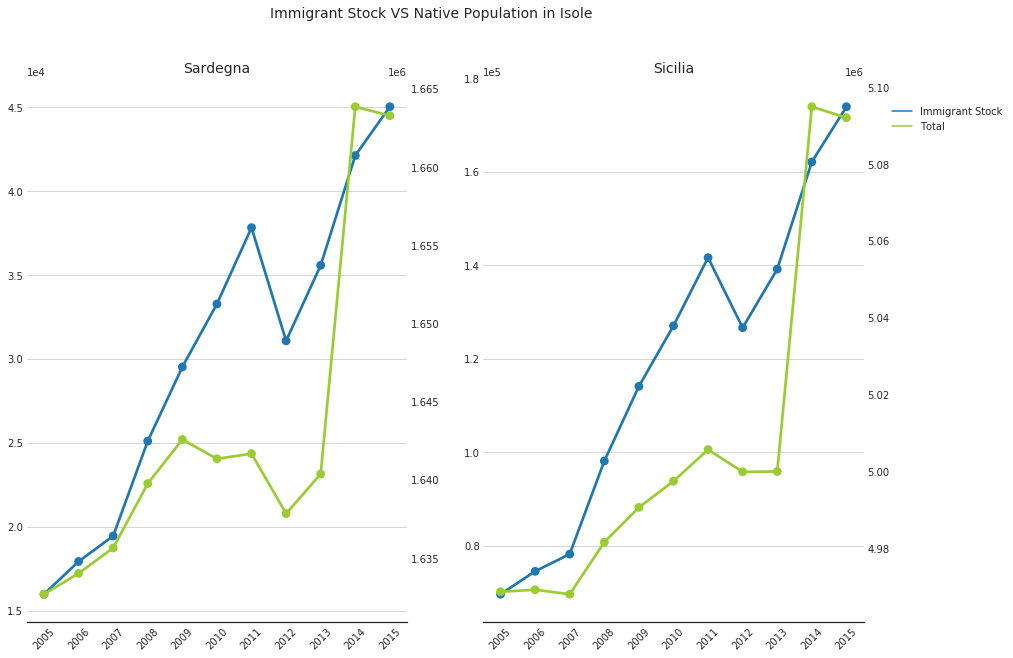 Immigrant Stock VS Native Population in Isole
Sardegna
1e4
1e6
4.5
4.0
3.5
3.0
2.5
2.0
1.5
1.665
1.660
1.655
1.650
1.645
1.640
1.635
2005 2006 2007 2008 2009 2010 2011 2012 2013 2014 2015
Sicilia
1e5
1e6
1.8
1.6
1.4
1.2
1.0
0.8
5.10
5.08
5.06
5.04
5.02
5.00
4.98
2005 2006 2007 2008 2009 2010 2011 2012 2013 2014 2015
Immigrant Stock
Total